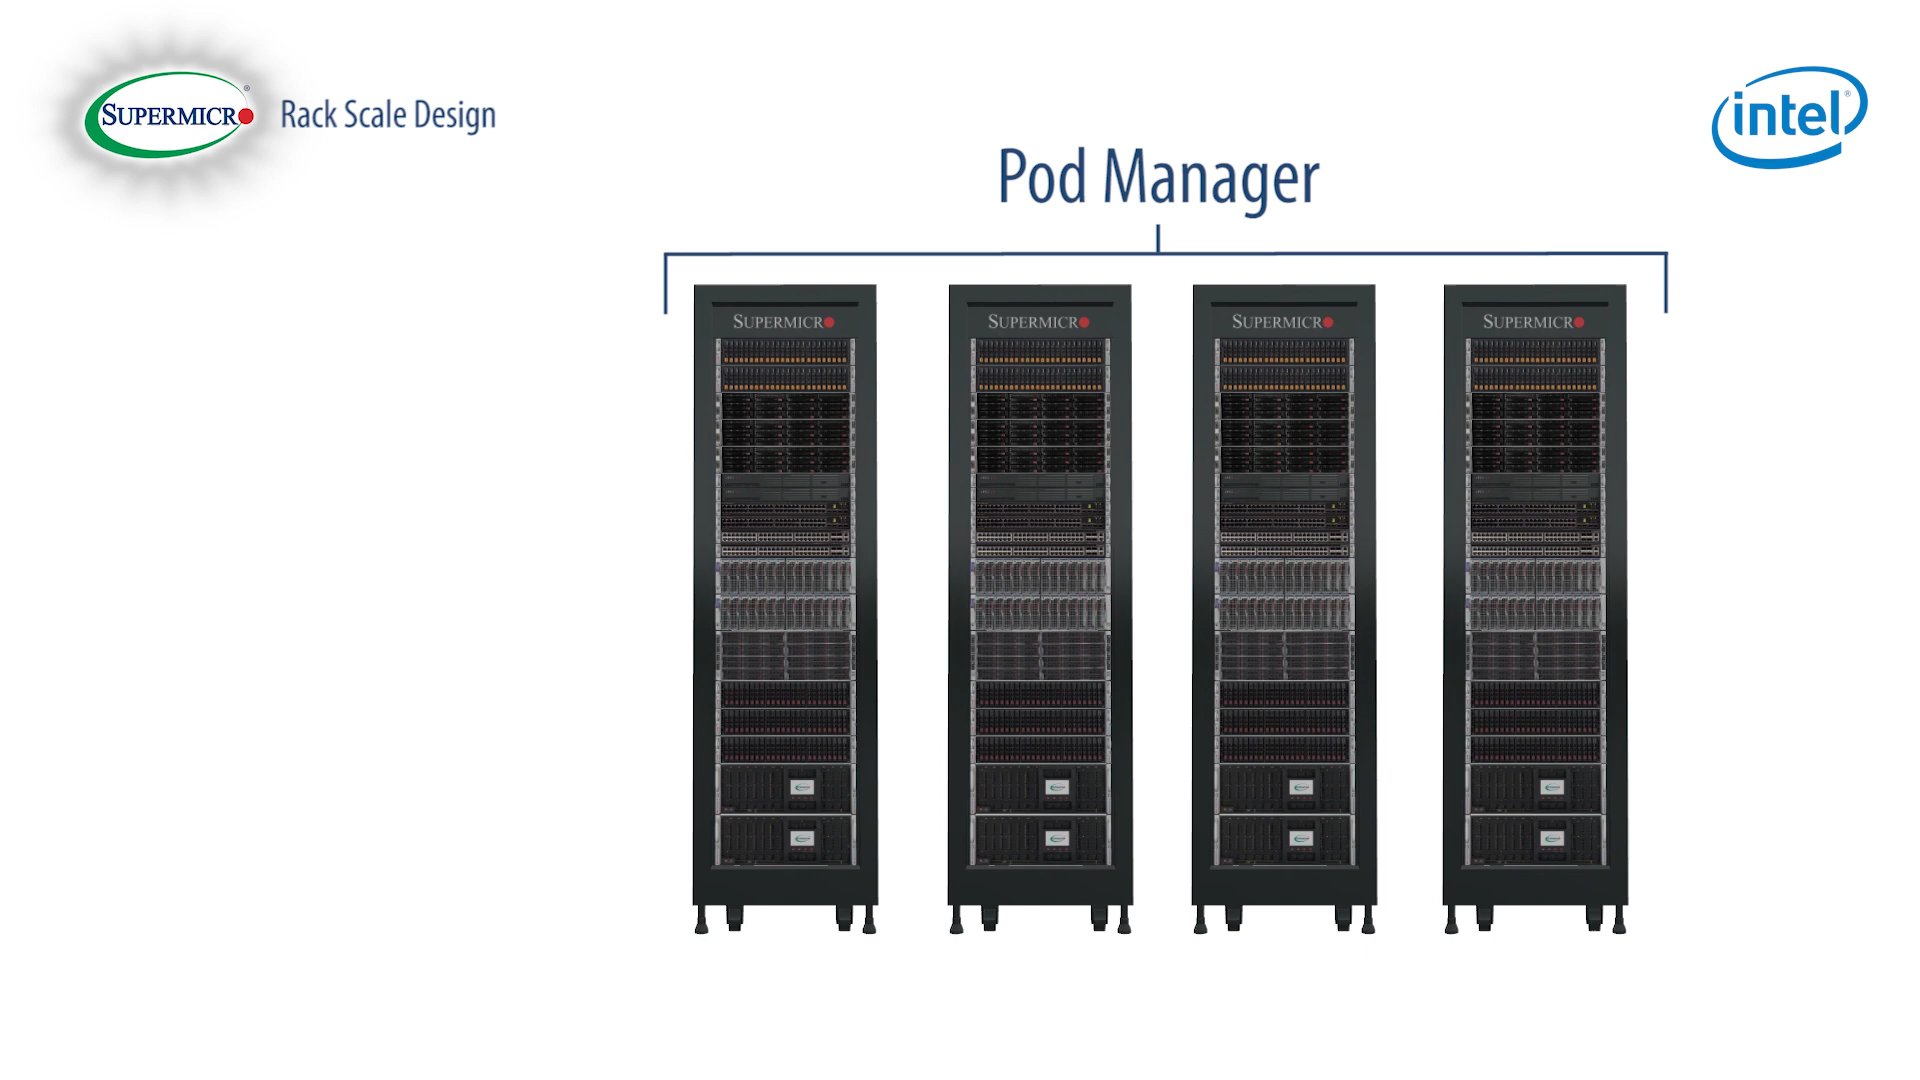 SUPERMICRO®
Rack Scale Design
intel®
Pod Manager
SUPERMICRO
SUPERMICRO
SUPERMICRO
SUPERMICRO